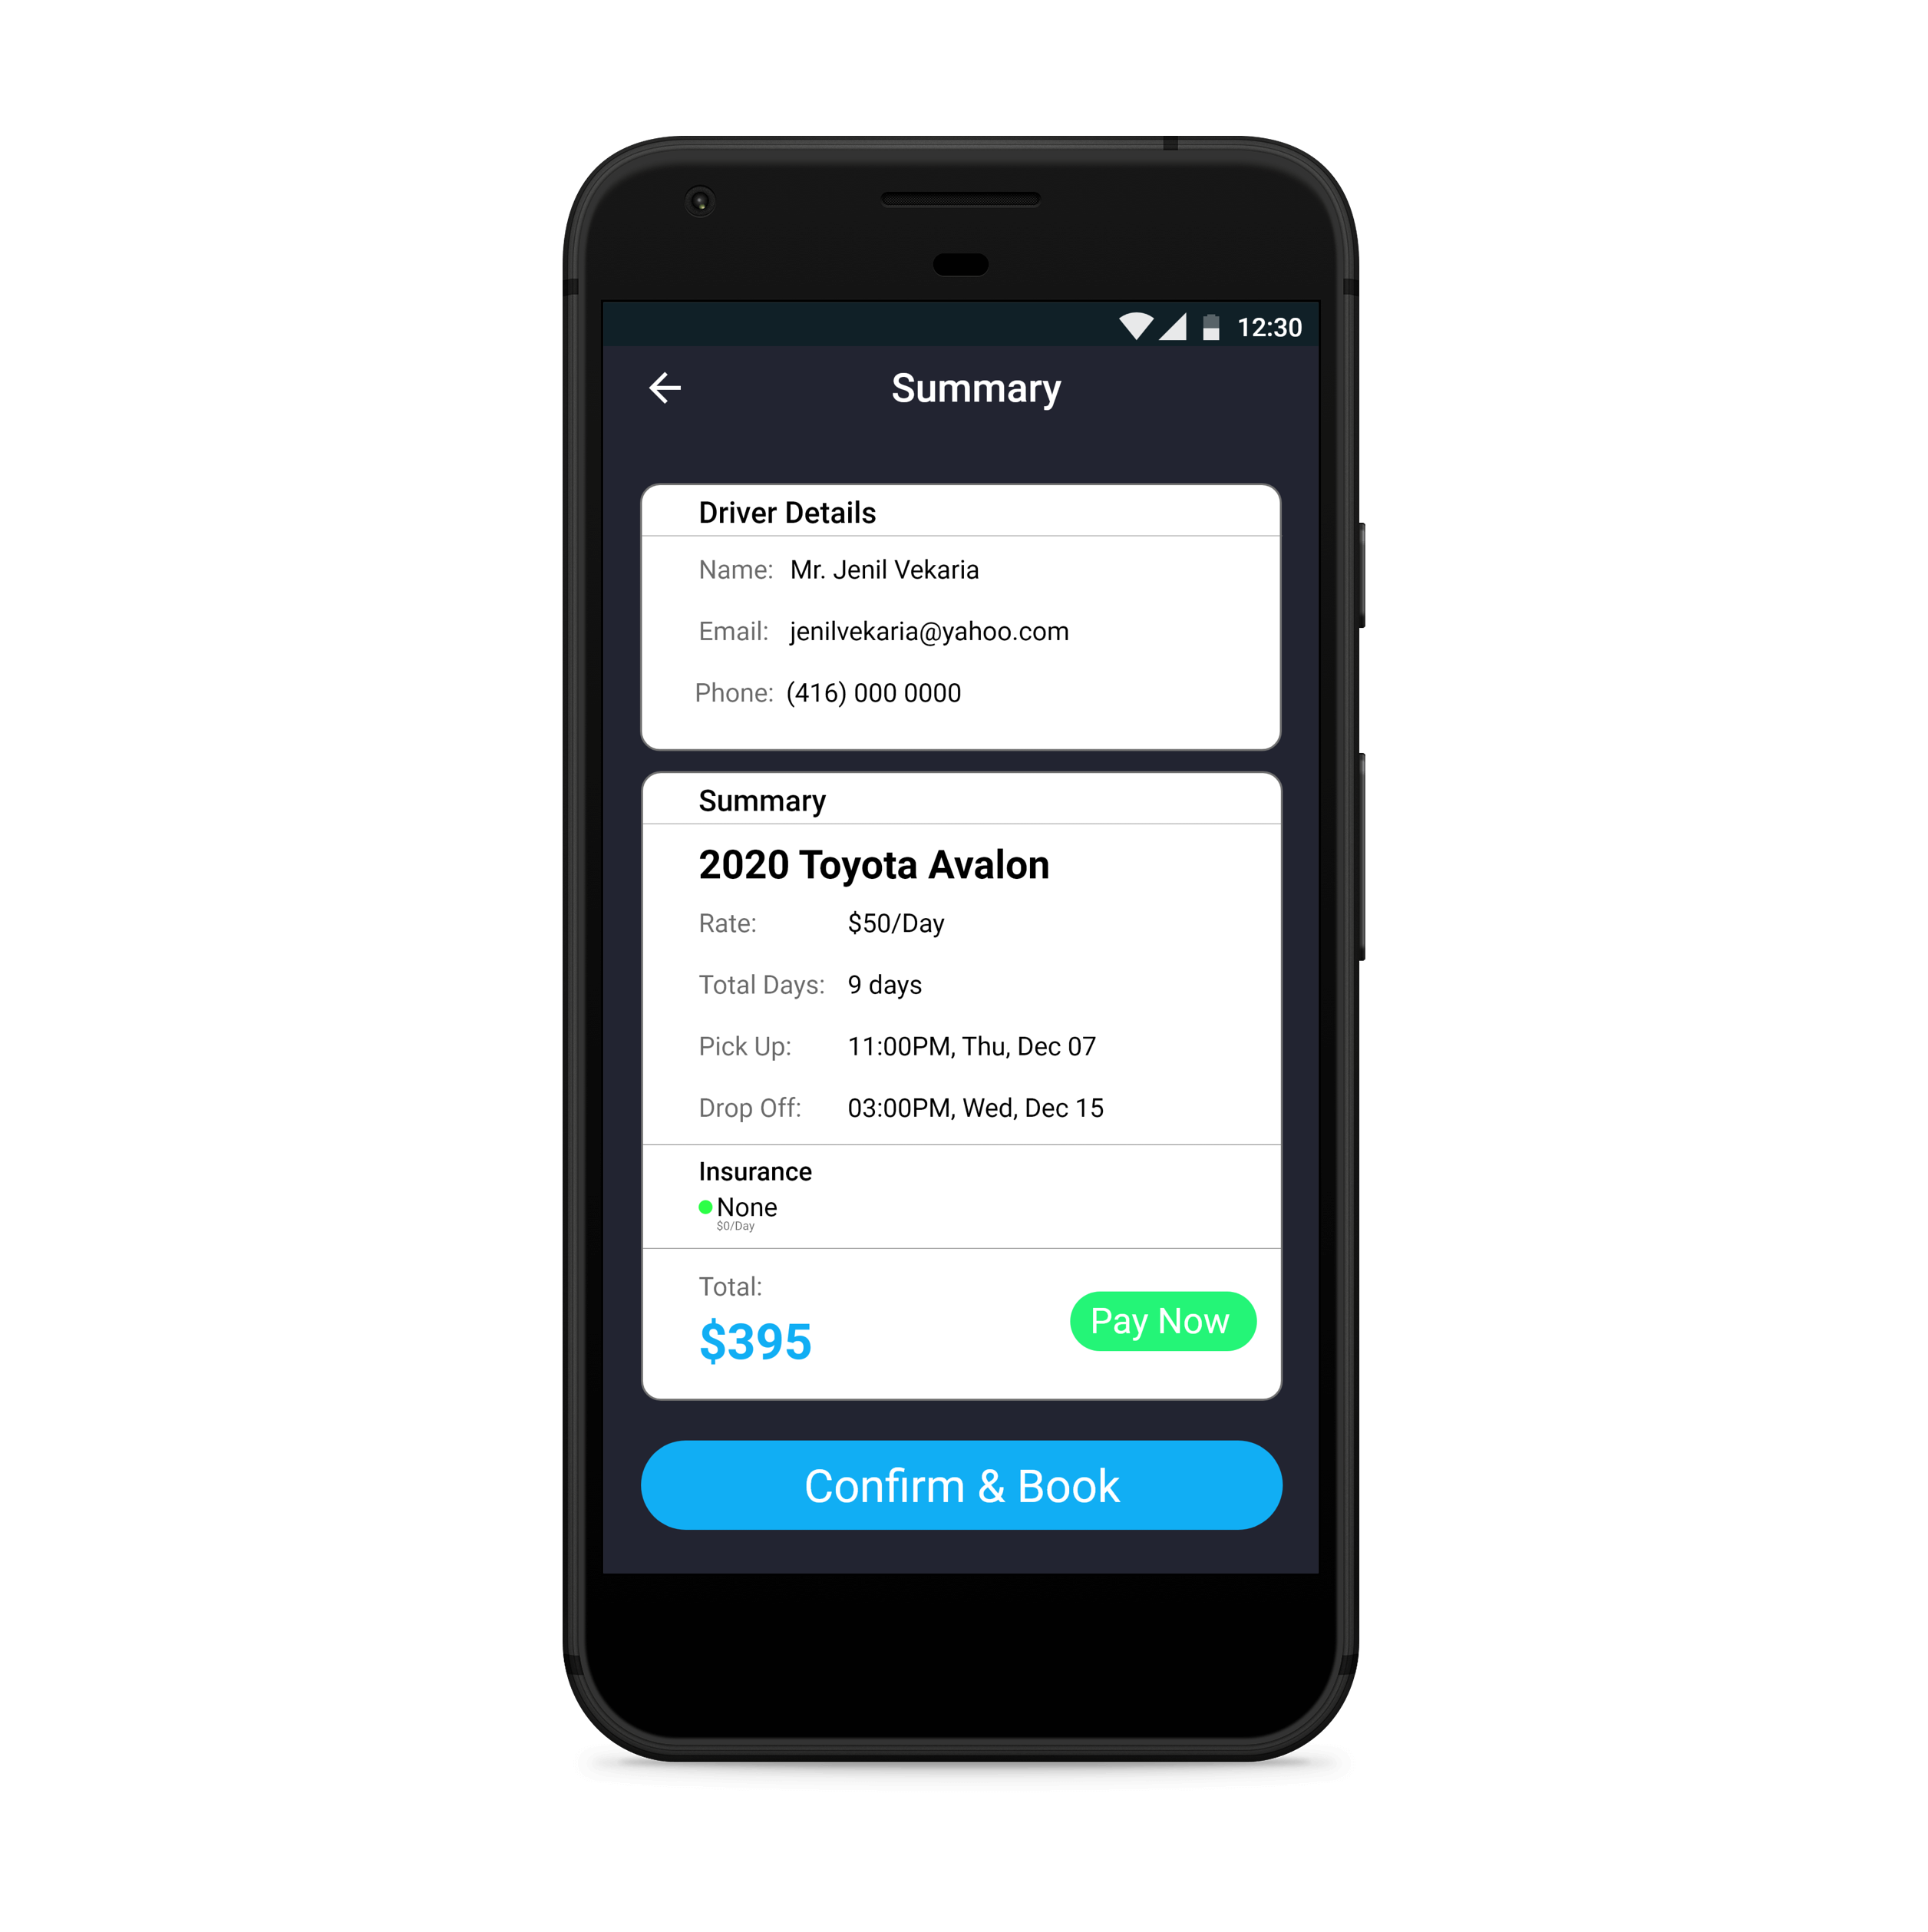 12:30
Summary
Driver Details
Name: Mr. Jenil Vekaria
Email: jenilvekaria@yahoo.com
Phone: (416) 000 0000
Summary
2020 Toyota Avalon
Rate: $50/Day
Total Days: 9 days
Pick Up: 11:00PM, Thu, Dec 07
Drop Off: 03:00PM, Wed, Dec 15
Insurance
None
$0/Day
Total:
$395
Pay Now
Confirm & Book